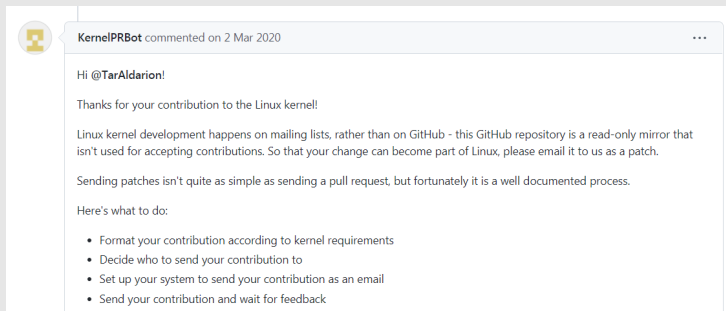 KernelPRBot commented on 2 Mar 2020
Hi @TarAldarion!
Thanks for your contribution to the Linux kernel!
Linux kernel development happens on mailing lists, rather than on GitHub - this GitHub repository is a read-only mirror that
isn't used for accepting contributions. So that your change can become part of Linux, please email it to us as a patch.
Sending patches isn't quite as simple as sending a pull request, but fortunately it is a well documented process.
Here's what to do:
• Format your contribution according to kernel requirements
• Decide who to send your contribution to
• Set up your system to send your contribution as an email
• Send your contribution and wait for feedback